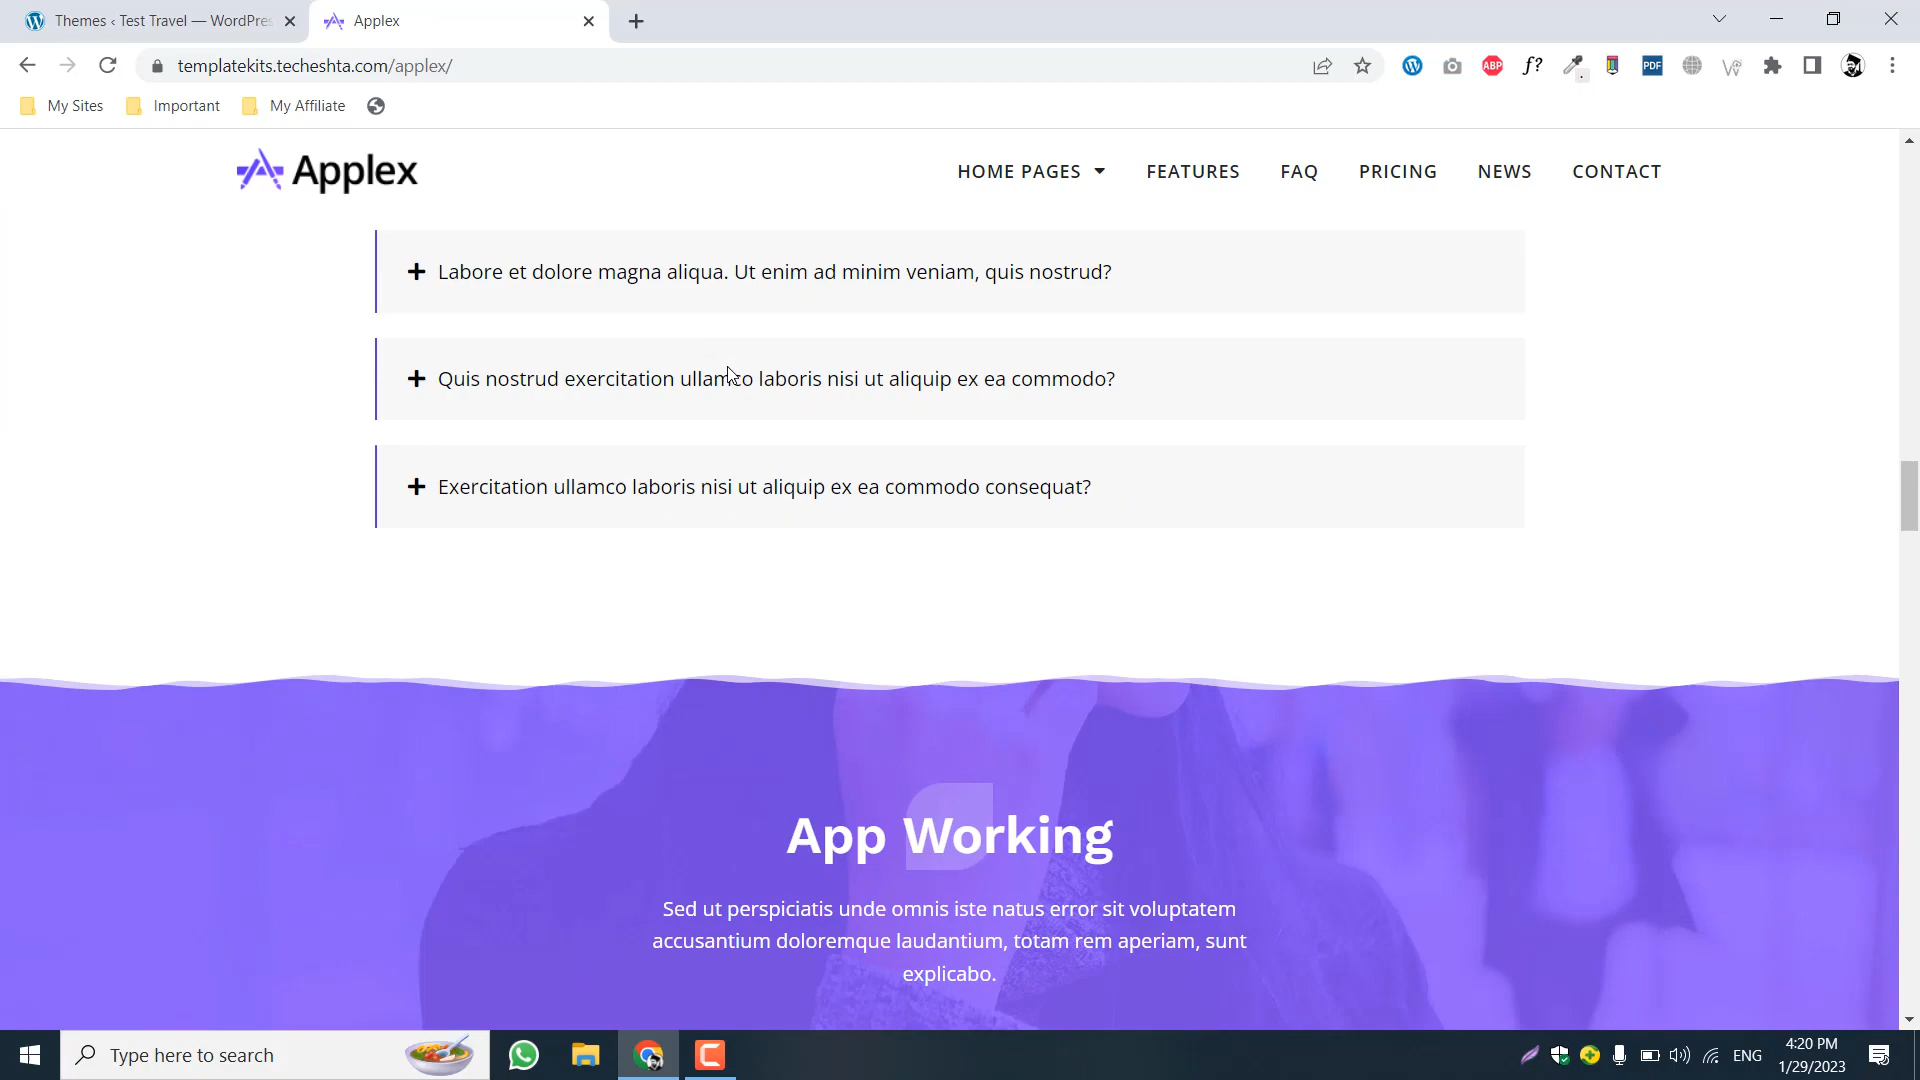 Themes ‹ Test Travel — WordPre
Applex
templatekits.techeshta.com/applex/
ABP
f?
PDF
My Sites
Important
My Affiliate
Applex
HOME PAGES
FEATURES
FAQ
PRICING
NEWS
CONTACT
Labore et dolore magna aliqua. Ut enim ad minim veniam, quis nostrud?
Quis nostrud exercitation ullamco laboris nisi ut aliquip ex ea commodo?
Exercitation ullamco laboris nisi ut aliquip ex ea commodo consequat?
App Working
Sed ut perspiciatis unde omnis iste natus error sit voluptatem
accusantium doloremque laudantium, totam rem aperiam, sunt
explicabo.
Type here to search
ENG
4:20 PM
1/29/2023